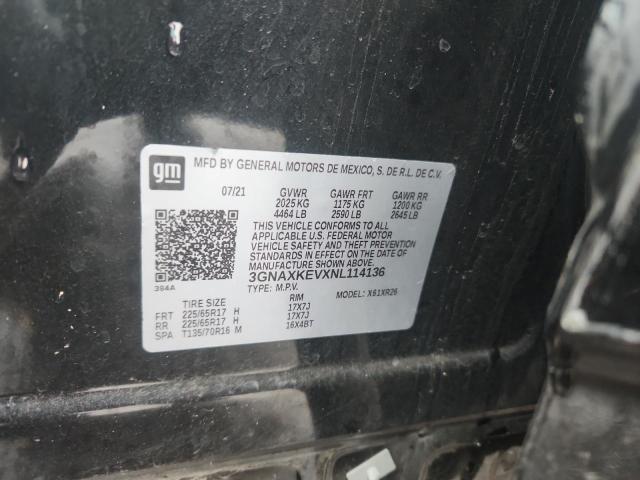 gm
MFD BY GENERAL MOTORS DE MEXICO, S. DE R.L. DE C.V.
07/21 GVWR GAWR FRT GAWR RR
2025 KG 1175 KG 1200 KG
4464 LB 2590 LB 2645 LB
THIS VEHICLE CONFORMS TO ALL
APPLICABLE U.S. FEDERAL MOTOR
VEHICLE SAFETY AND THEFT PREVENTION
STANDARDS IN EFFECT ON THE DATE OF
MANUFACTURE SHOWN ABOVE.
3GNAXKEVXNL114136
394A TYPE: M.P.V. MODEL: X61XR26
TIRE SIZE RIM
FRT 225/65R17 H 17X7J
RR 225/65R17 H 17X7J
SPA T135/70R16 M 16X4BT